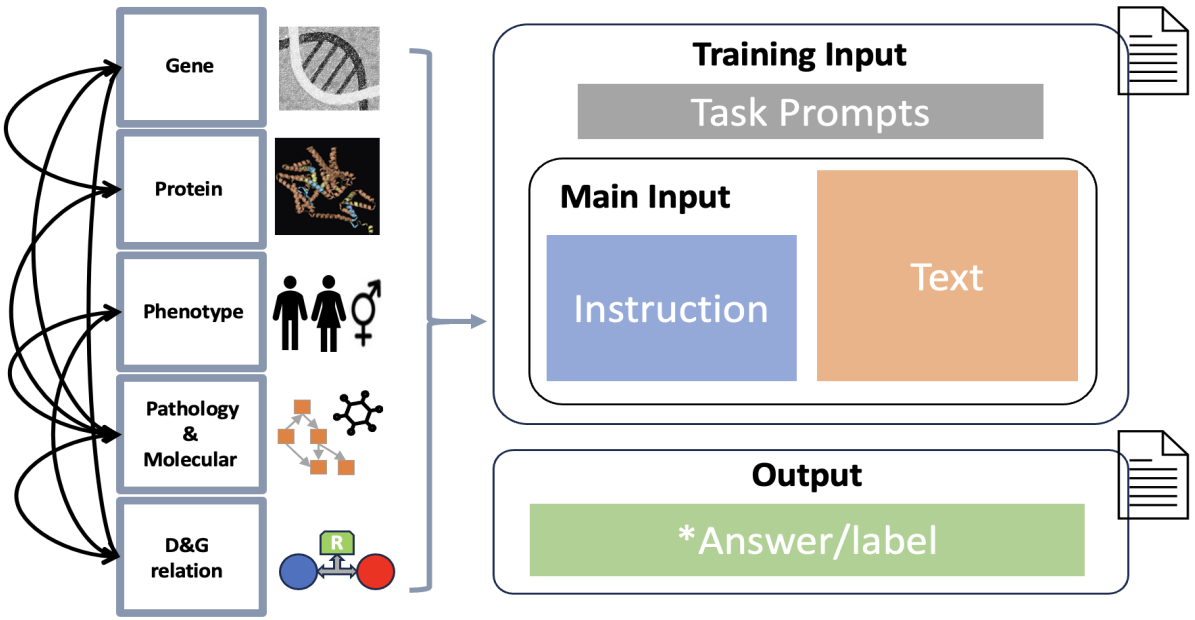 Gene
Protein
Phenotype
Pathology
&
Molecular
D&G
relation
R
Training Input
Task Prompts
Main Input
Instruction
Text
Output
*Answer/label